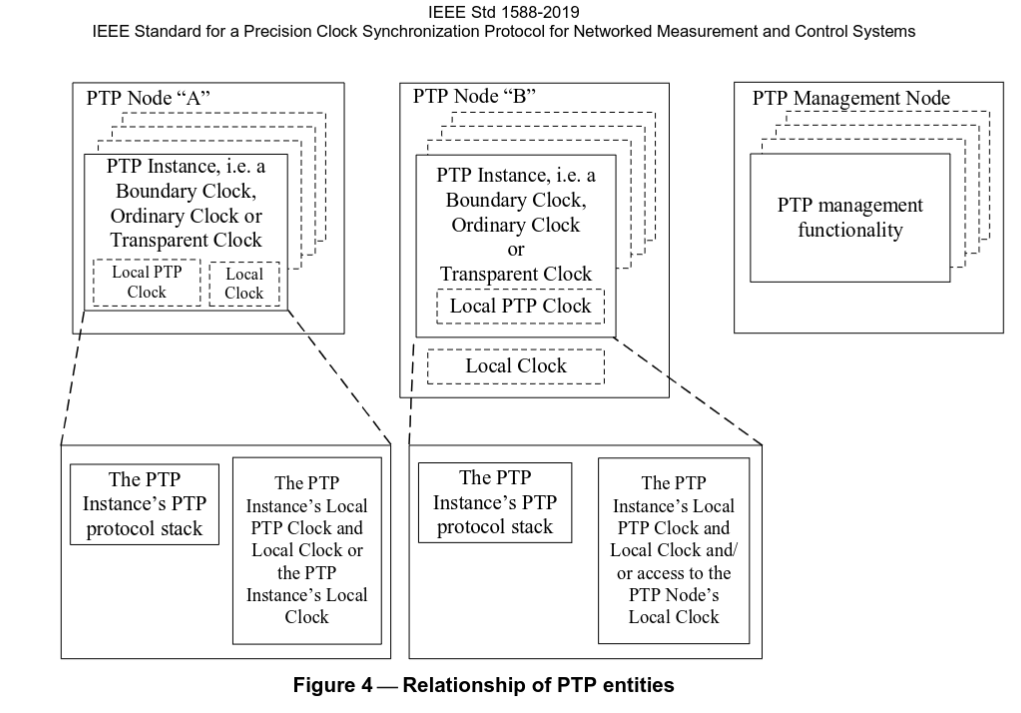 IEEE Std 1588-2019
IEEE Standard for a Precision Clock Synchronization Protocol for Networked Measurement and Control Systems
PTP Node “A”
PTP Instance, i.e. a
Boundary Clock,
Ordinary Clock or
Transparent Clock
Local PTP
Clock
Local
Clock
PTP Node “B”
PTP Instance, i.e. a
Boundary Clock,
Ordinary Clock
or
Transparent Clock
Local PTP Clock
Local Clock
PTP Management Node
PTP management
functionality
The PTP
Instance’s PTP
protocol stack
The PTP
Instance’s Local
PTP Clock and
Local Clock or
the PTP
Instance’s Local
Clock
The PTP
Instance’s PTP
protocol stack
The PTP
Instance’s Local
PTP Clock and
Local Clock and/
or access to the
PTP Node’s
Local Clock
Figure 4 — Relationship of PTP entities